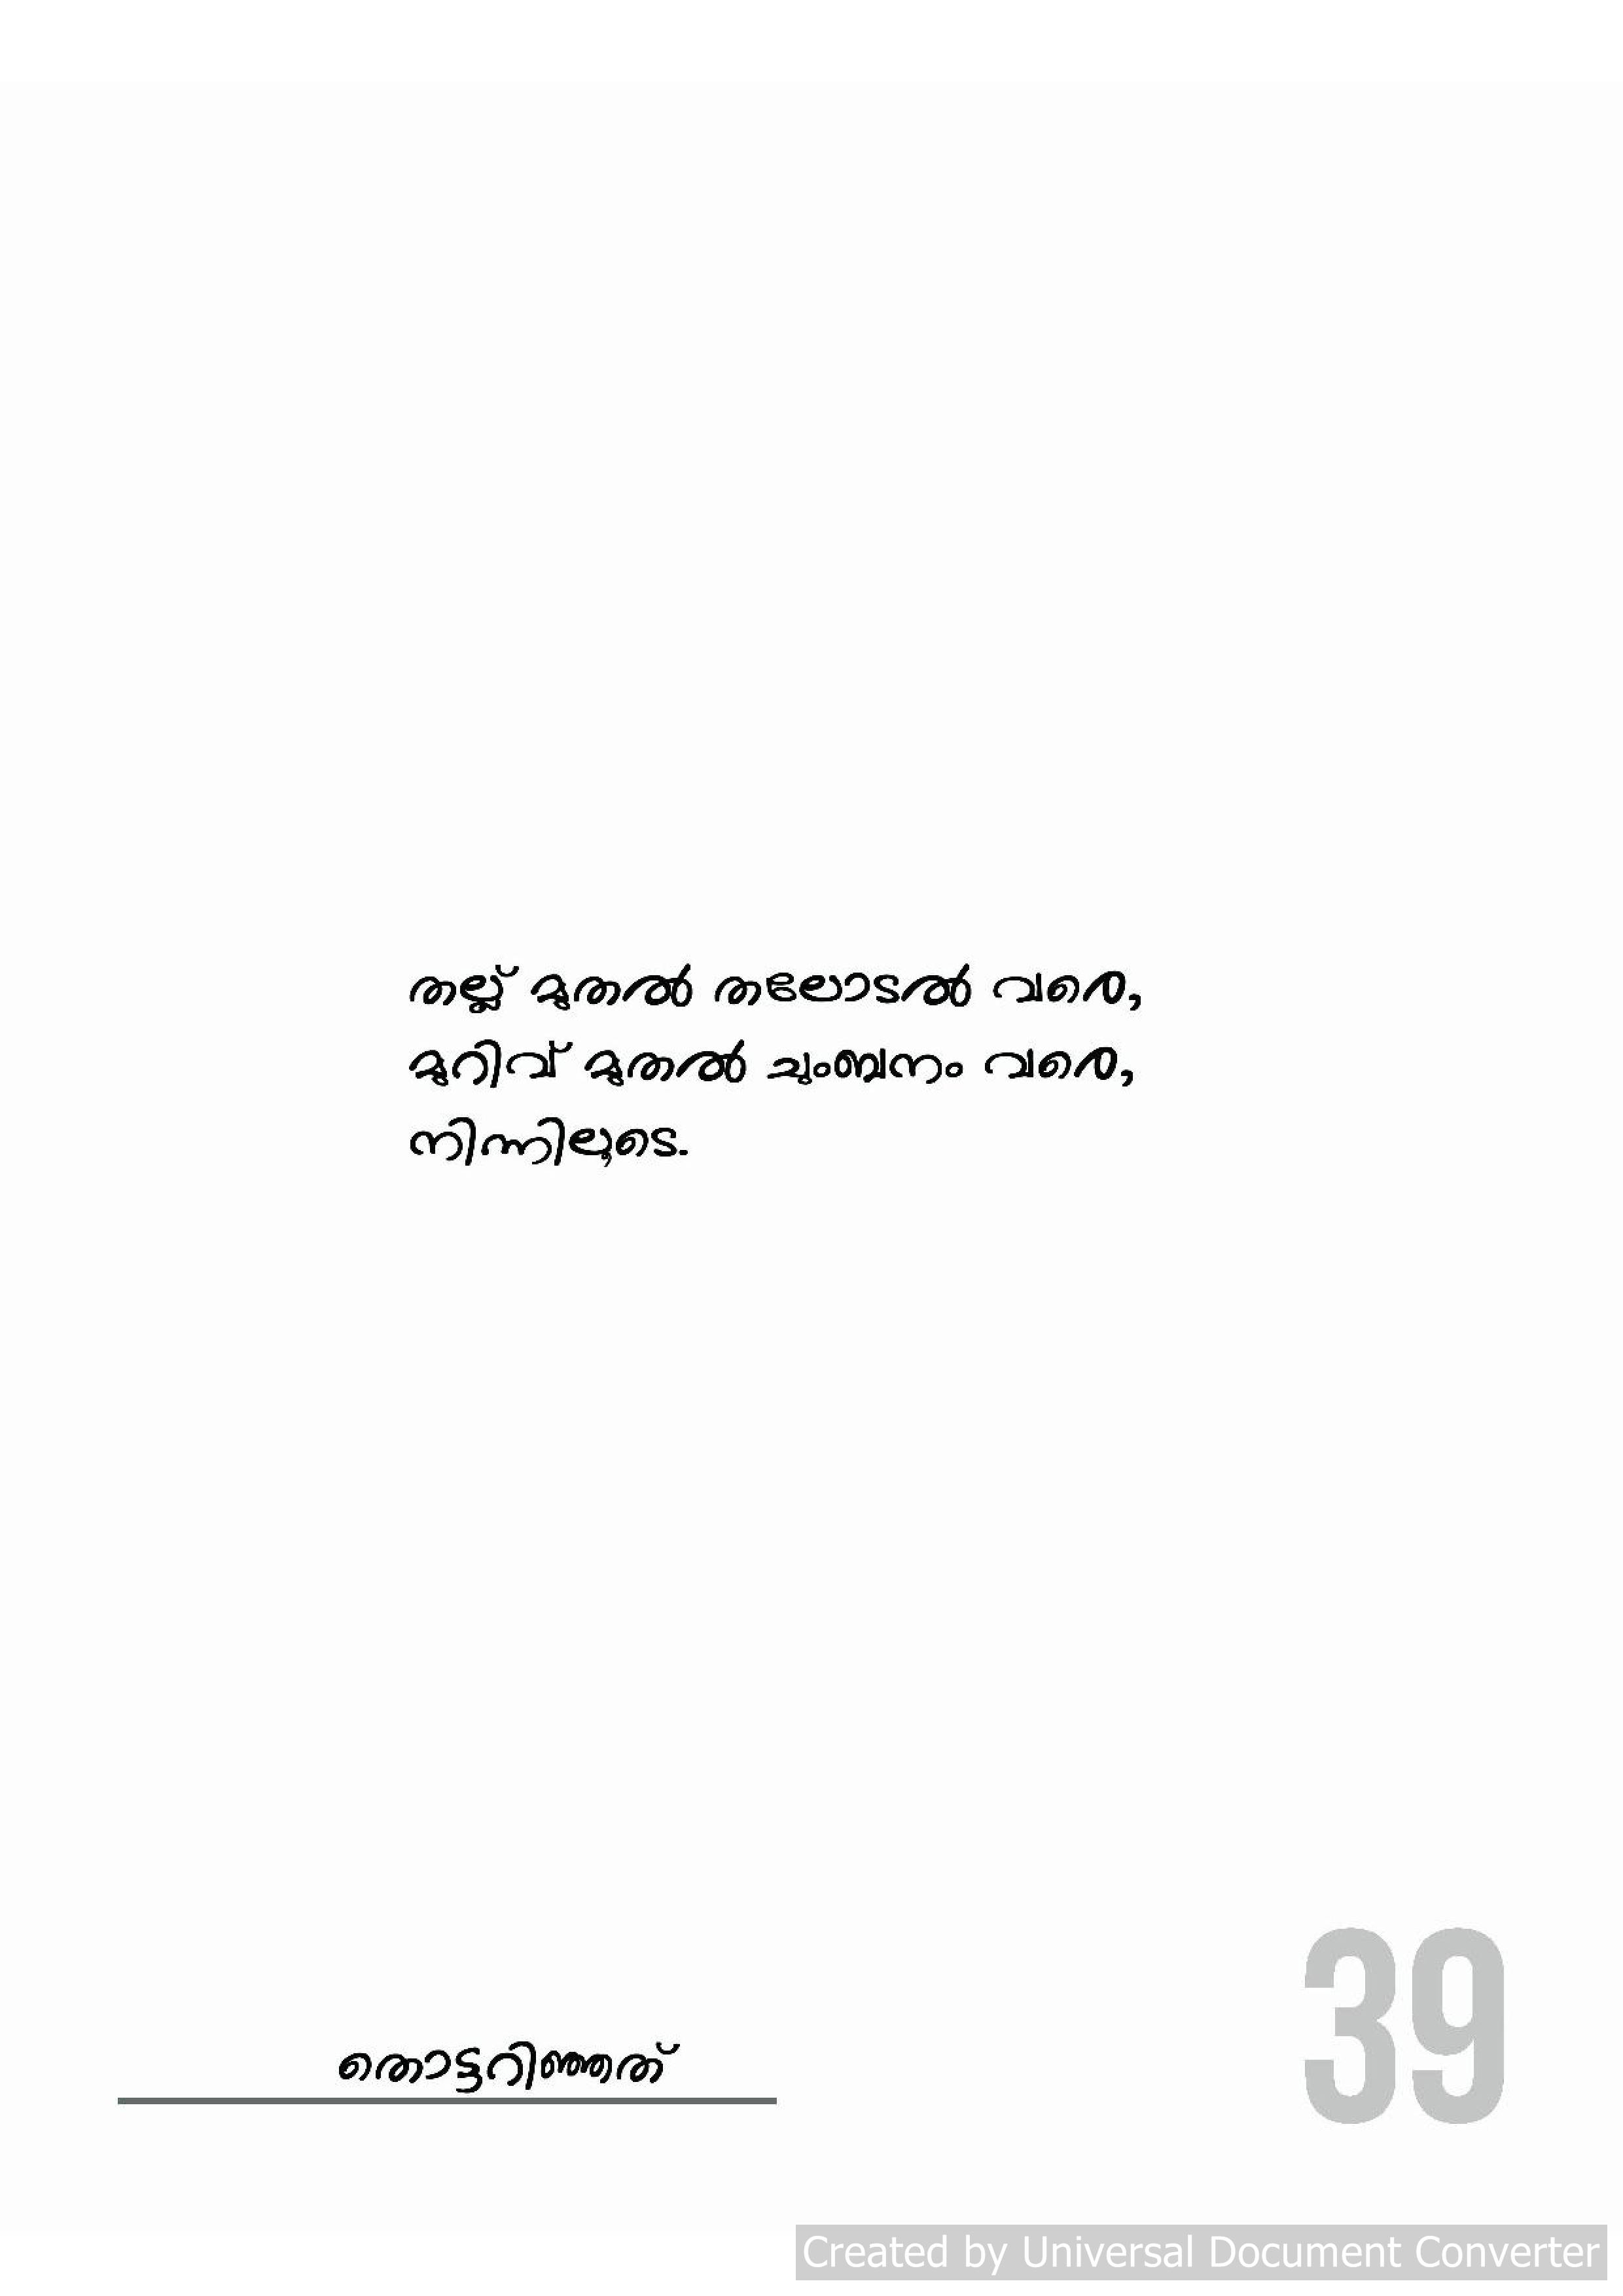 തല്ല് മുതൽ തലോടൽ വരെ,
മുറിവ് മുതൽ ചുംബനം വരെ,
നിന്നിലൂടെ.
39
തൊട്ടറിഞ്ഞത്
Created by Universal Document Converter